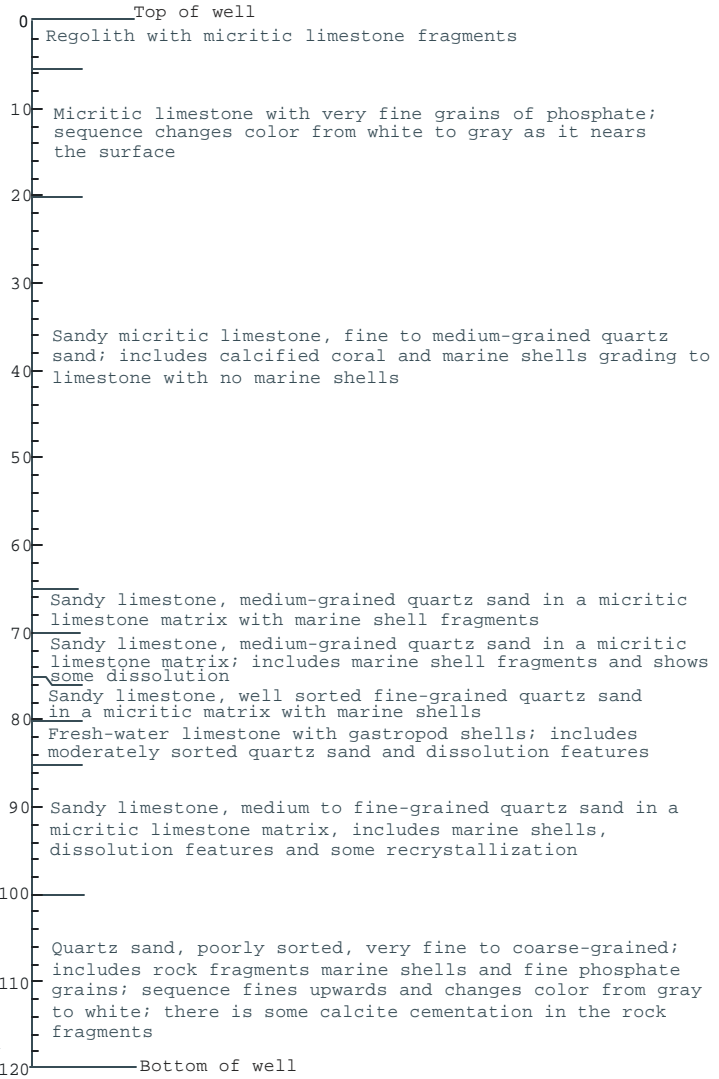 0
Top of well
Regolith with micritic limestone fragments
10
Micritic limestone with very fine grains of phosphate;
sequence changes color from white to gray as it nears
the surface
20
30
Sandy micritic limestone, fine to medium-grained quartz
sand; includes calcified coral and marine shells grading to
40
limestone with no marine shells
50
60
Sandy limestone, medium-grained quartz sand in a micritic
limestone matrix with marine shell fragments
70
Sandy limestone, medium-grained quartz sand in a micritic
limestone matrix; includes marine shell fragments and shows
some dissolution
Sandy limestone, well sorted fine-grained quartz sand
in a micritic matrix with marine shells
80
Fresh-water limestone with gastropod shells; includes
moderately sorted quartz sand and dissolution features
90
Sandy limestone, medium to fine-grained quartz sand in a
micritic limestone matrix, includes marine shells,
dissolution features and some recrystallization
100
Quartz sand, poorly sorted, very fine to coarse-grained;
includes rock fragments marine shells and fine phosphate
110
grains; sequence fines upwards and changes color from gray
to white; there is some calcite cementation in the rock
fragments
120
Bottom of well